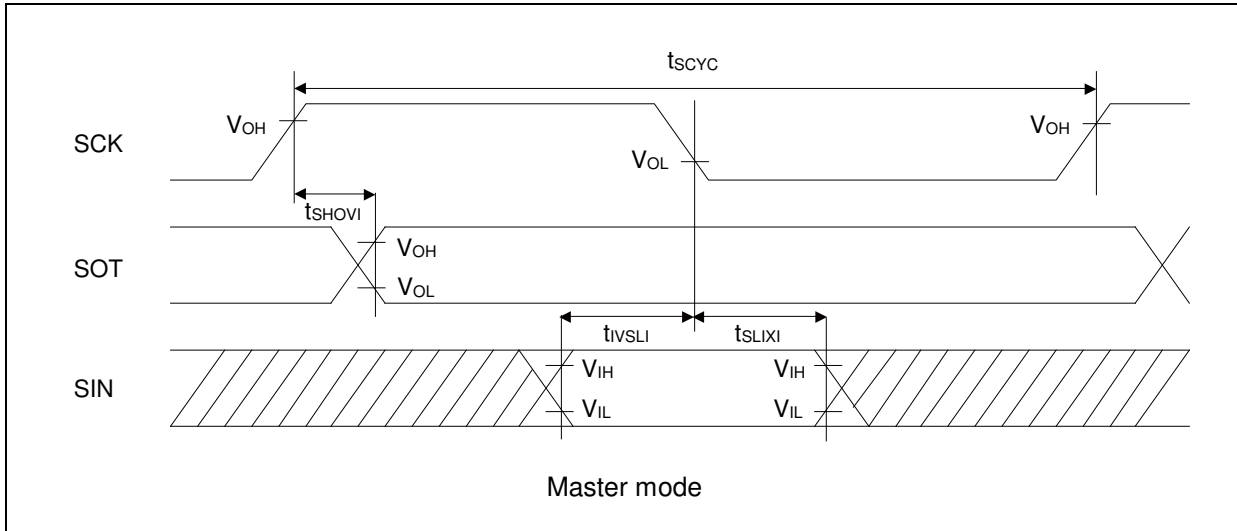 tSCYC
SCK
VOH
VOL
VOH
tSHOVI
SOT
VOH
VOL
tIVSLI
tSLIXI
SIN
VIH
VIL
VIH
VIL
Master mode